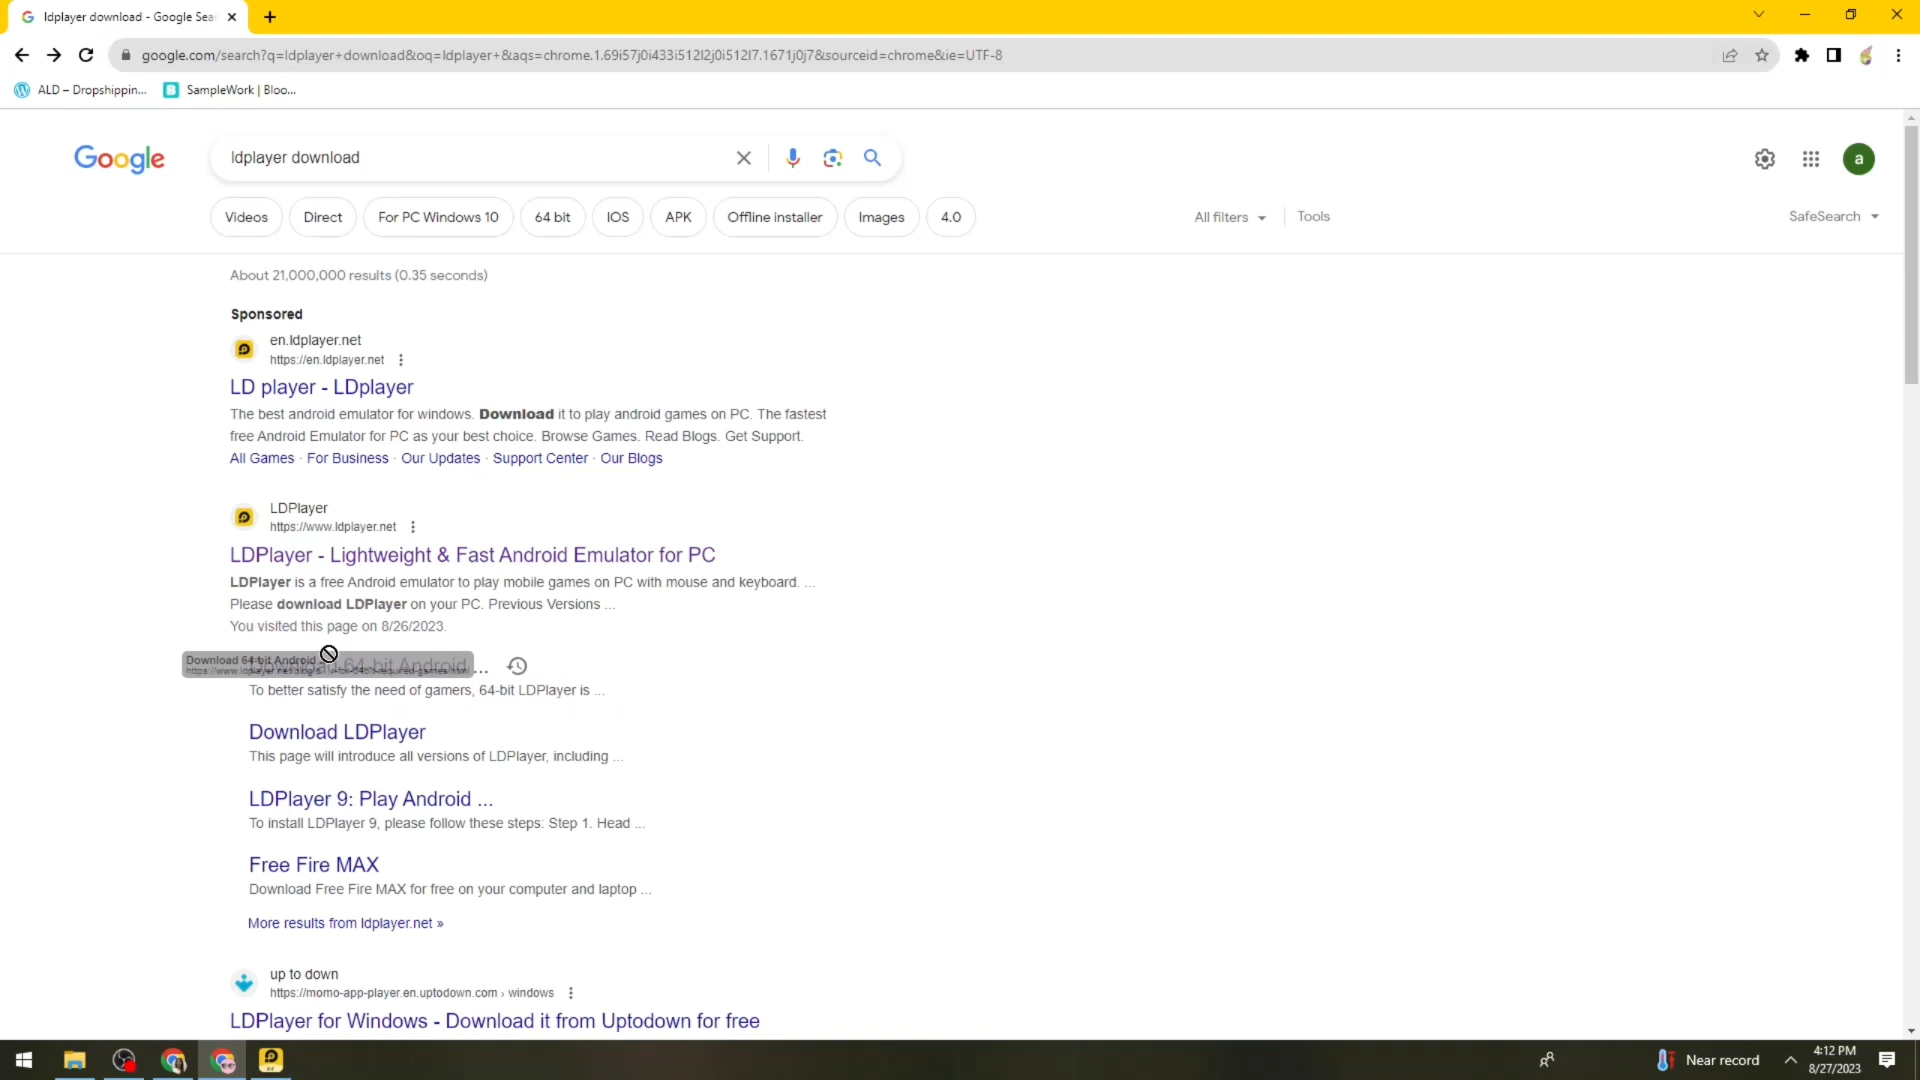 ldplayer download - Google Sea
google.com/search?q=ldplayer+download&oq=ldplayer+&aqs=chrome.1.69i57j0i433i512l2j0i512l7.1671j0j7&sourceid=chrome&ie=UTF-8
ALD – Dropshippin...
SampleWork | Bloo...
Google
ldplayer download
a
Videos
Direct
For PC Windows 10
64 bit
IOS
APK
Offline installer
Images
4.0
All filters
Tools
SafeSearch
About 21,000,000 results (0.35 seconds)
Sponsored
en.ldplayer.net
https://en.ldplayer.net
LD player - LDplayer
The best android emulator for windows. Download it to play android games on PC. The fastest
free Android Emulator for PC as your best choice. Browse Games. Read Blogs. Get Support.
All Games · For Business · Our Updates · Support Center · Our Blogs
LDPlayer
https://www.ldplayer.net
LDPlayer - Lightweight & Fast Android Emulator for PC
LDPlayer is a free Android emulator to play mobile games on PC with mouse and keyboard. ...
Please download LDPlayer on your PC. Previous Versions ...
You visited this page on 8/26/2023.
Download 64-bit Android
Download 64-bit Android ...
To better satisfy the need of gamers, 64-bit LDPlayer is ...
Download LDPlayer
This page will introduce all versions of LDPlayer, including ...
LDPlayer 9: Play Android ...
To install LDPlayer 9, please follow these steps: Step 1. Head ...
Free Fire MAX
Download Free Fire MAX for free on your computer and laptop ...
More results from ldplayer.net »
up to down
https://momo-app-player.en.uptodown.com › windows
LDPlayer for Windows - Download it from Uptodown for free
64
Near record
4:12 PM
8/27/2023